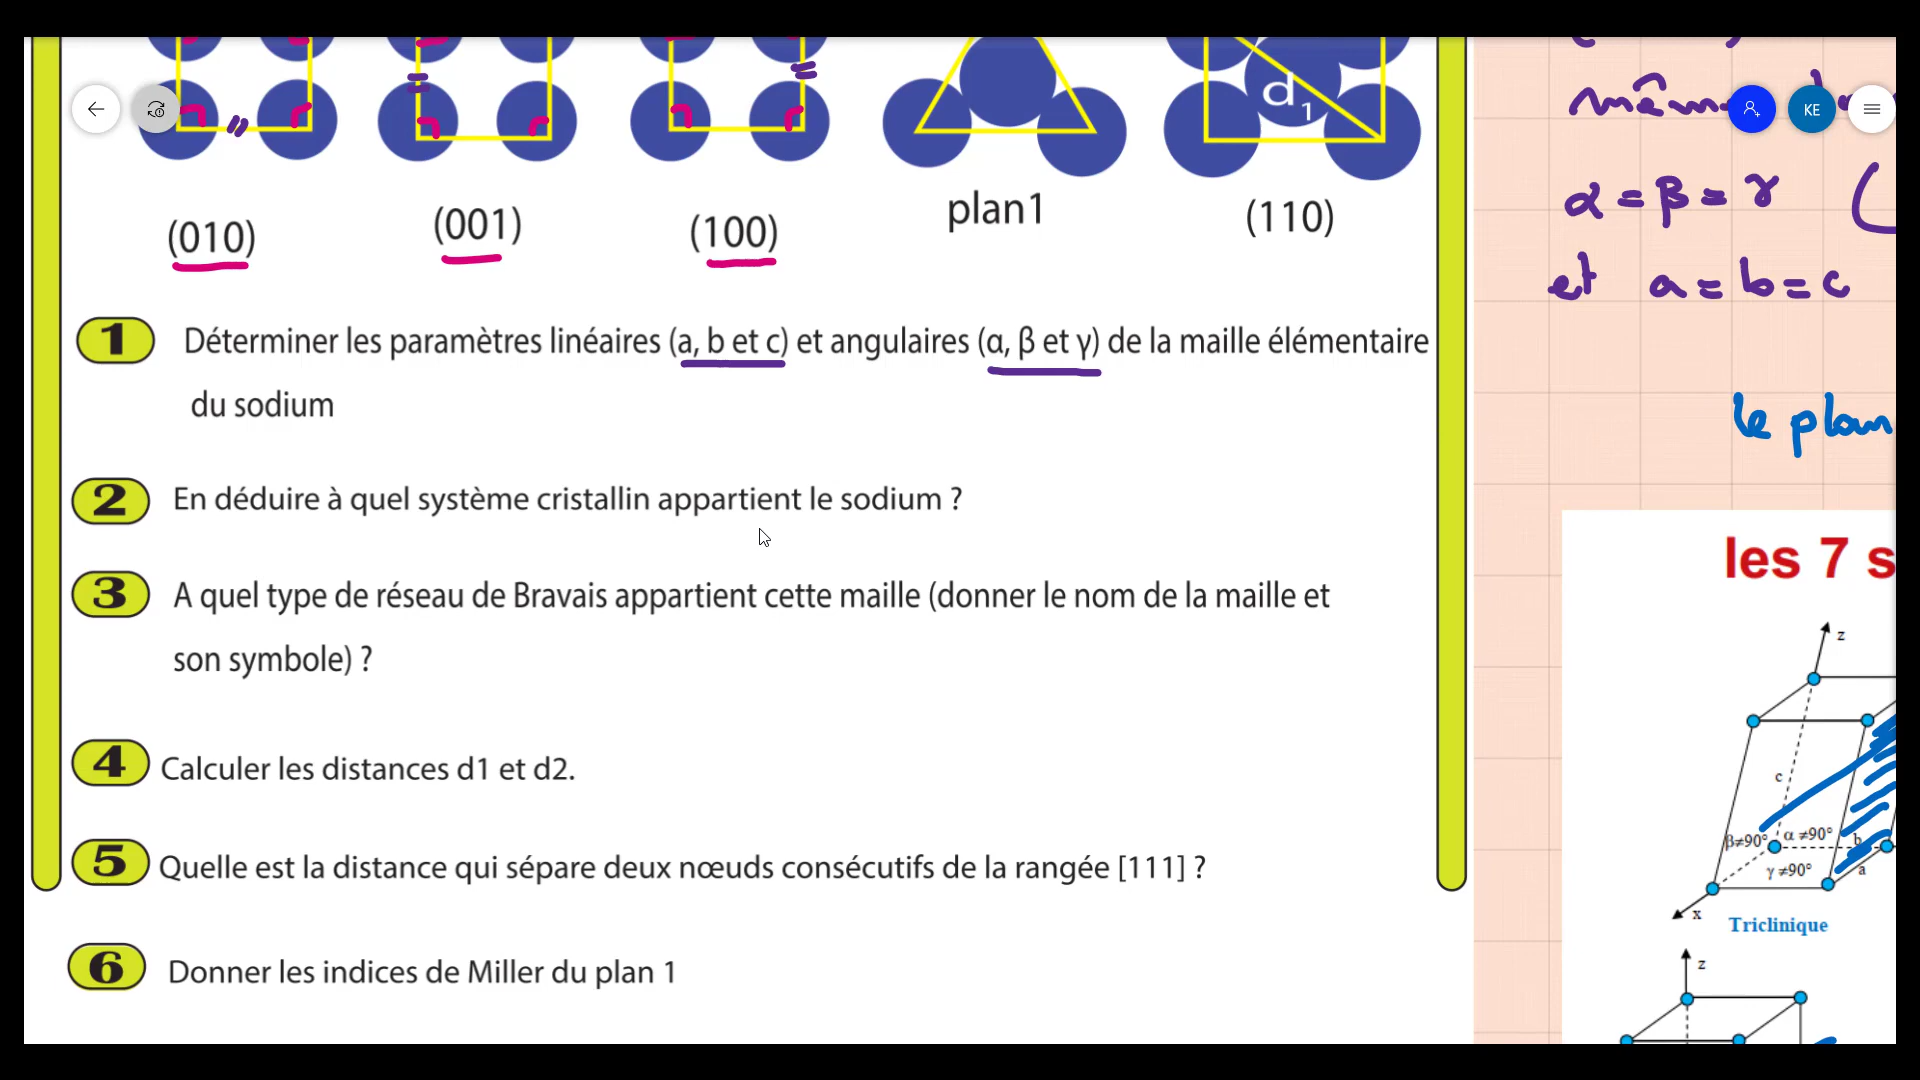 d1
(010)
(001)
(100)
plan1
(110)
1 Déterminer les paramètres linéaires (a, b et c) et angulaires (α, β et γ) de la maille élémentaire
du sodium
2 En déduire à quel système cristallin appartient le sodium ?
3 A quel type de réseau de Bravais appartient cette maille (donner le nom de la maille et
son symbole) ?
4 Calculer les distances d1 et d2.
5 Quelle est la distance qui sépare deux nœuds consécutifs de la rangée [111] ?
6 Donner les indices de Miller du plan 1
KE
α = β = γ (
et a = b = c
le plan
les 7 s
z
c
β≠90° α ≠90° b
γ ≠90° a
x
Triclinique
z